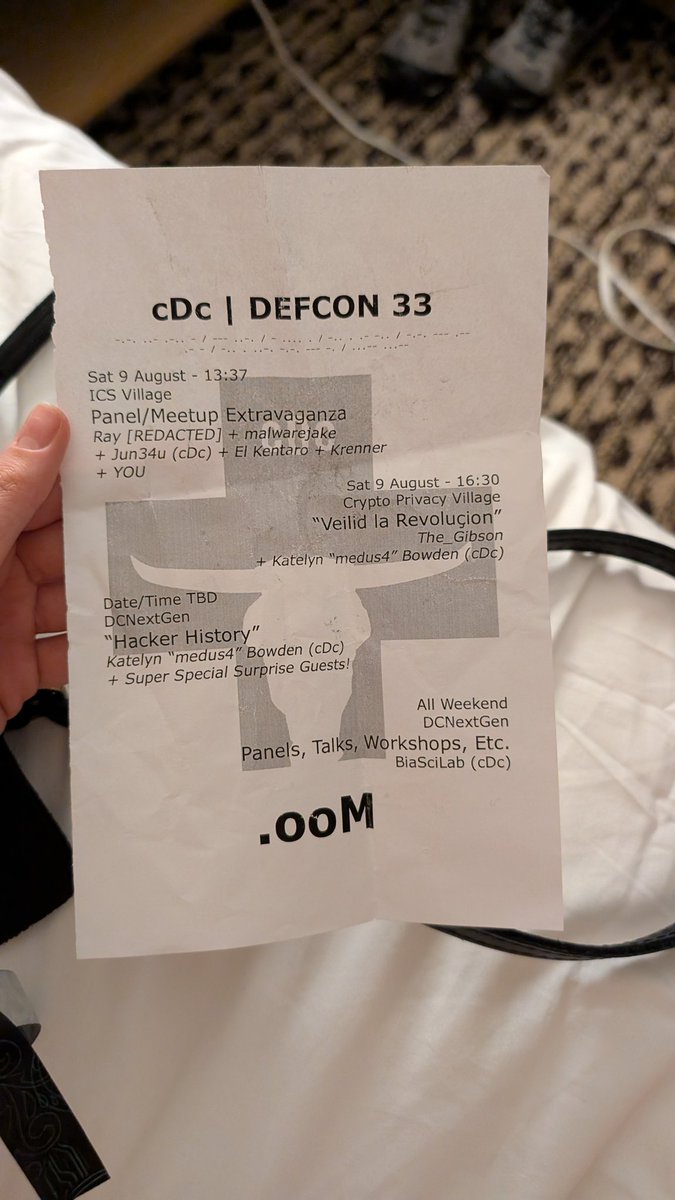 cDc | DEFCON 33
-.-. ..- .-.. - / --- ..-. / - .... . / -.. . .- -.. / -.-. --- .--
.- - / -.. . ..-. -.-. --- -. / ...-- ...--
Sat 9 August - 13:37
ICS Village
Panel/Meetup Extravaganza
Ray [REDACTED] + malwarejake
+ Jun34u (cDc) + El Kentaro + Krenner
+ YOU
Sat 9 August - 16:30
Crypto Privacy Village
“Veilid la Revoluçion”
The_Gibson
+ Katelyn “medus4” Bowden (cDc)
Date/Time TBD
DCNextGen
“Hacker History”
Katelyn “medus4” Bowden (cDc)
+ Super Special Surprise Guests!
All Weekend
DCNextGen
Panels, Talks, Workshops, Etc.
BiaSciLab (cDc)
.ooM